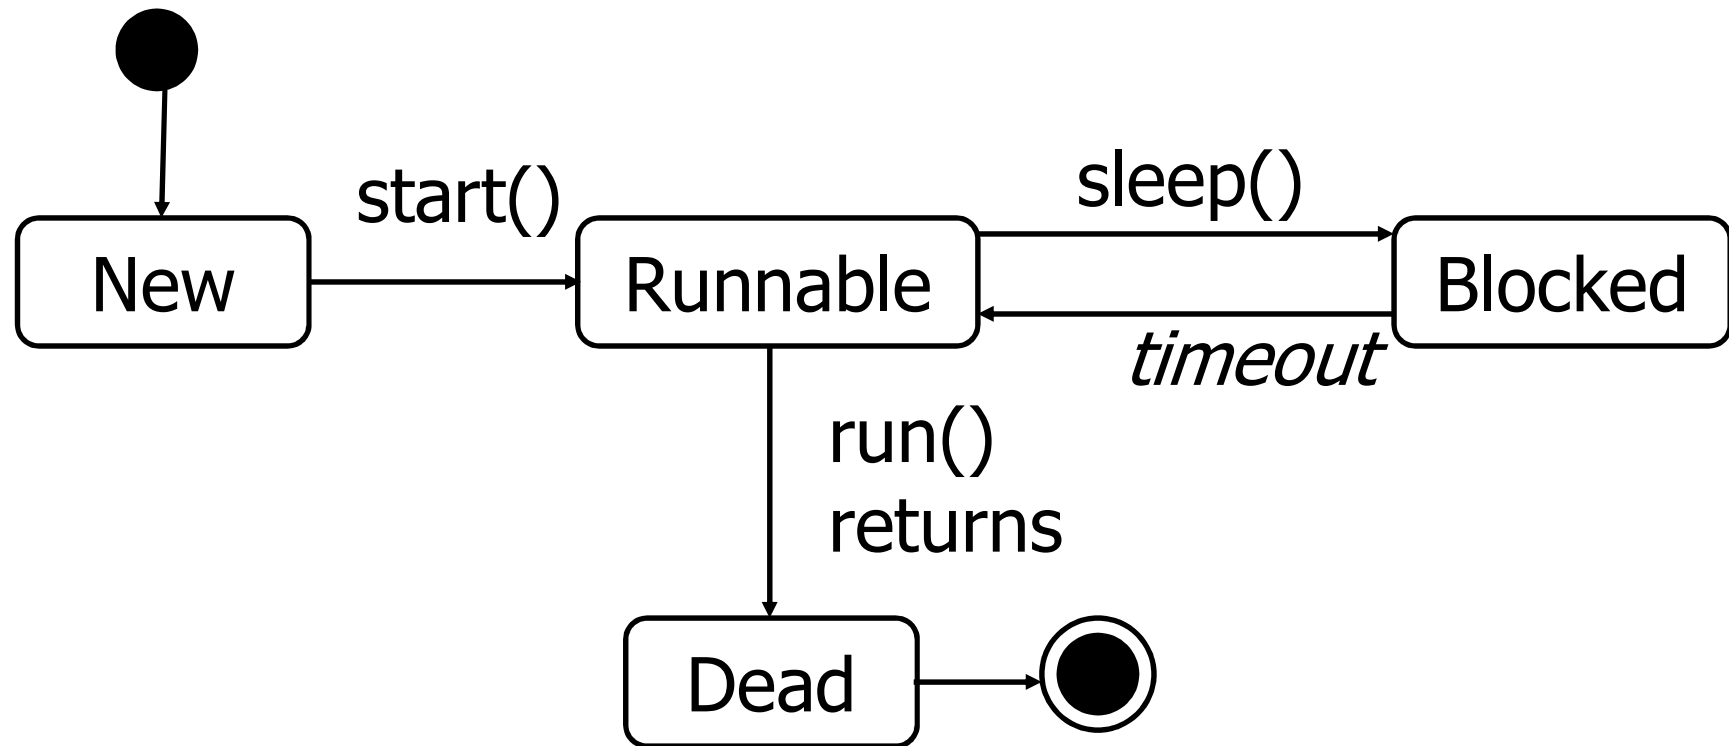 start()
sleep()
New
Runnable
Blocked
timeout
run()
returns
Dead